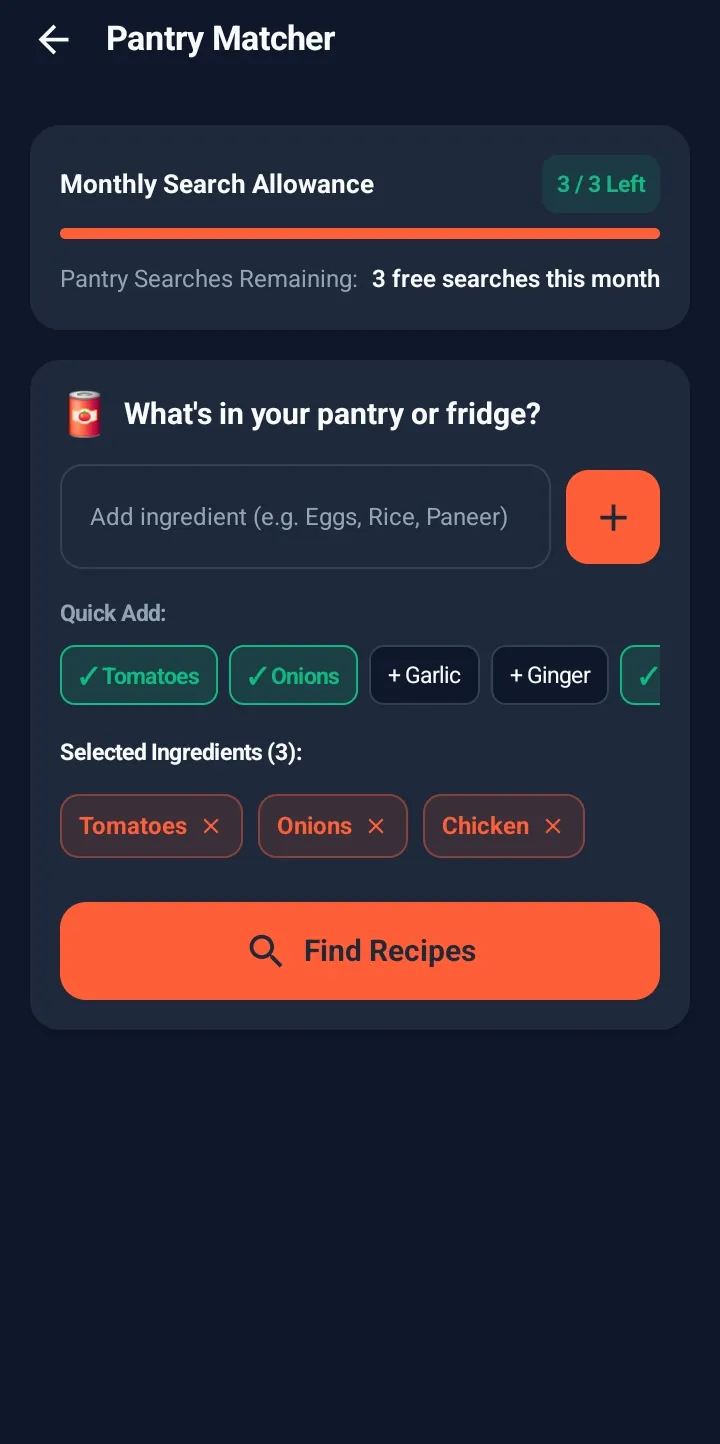 Pantry Matcher
Monthly Search Allowance
3 / 3 Left
Pantry Searches Remaining: 3 free searches this month
What's in your pantry or fridge?
Add ingredient (e.g. Eggs, Rice, Paneer)
+
Quick Add:
✓ Tomatoes ✓ Onions + Garlic + Ginger ✓
Selected Ingredients (3):
Tomatoes × Onions × Chicken ×
Find Recipes